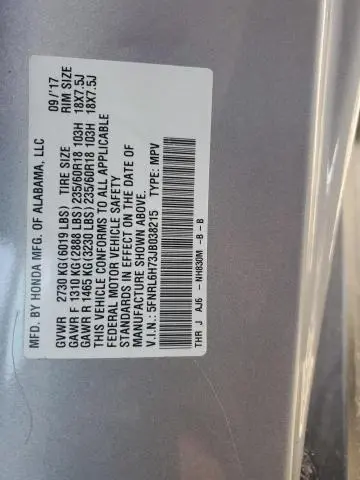 MFD. BY HONDA MFG. OF ALABAMA, LLC 09/'17
TIRE SIZE RIM SIZE
GVWR 2730 KG (6019 LBS)
GAWR F 1310 KG (2888 LBS) 235/60R18 103H 18X7.5J
GAWR R 1465 KG (3230 LBS) 235/60R18 103H 18X7.5J
THIS VEHICLE CONFORMS TO ALL APPLICABLE
FEDERAL MOTOR VEHICLE SAFETY
STANDARDS IN EFFECT ON THE DATE OF
MANUFACTURE SHOWN ABOVE.
V.I.N.: 5FNRL6H73JB038215 TYPE: MPV
THR J AJ6 - NH830M -B - B